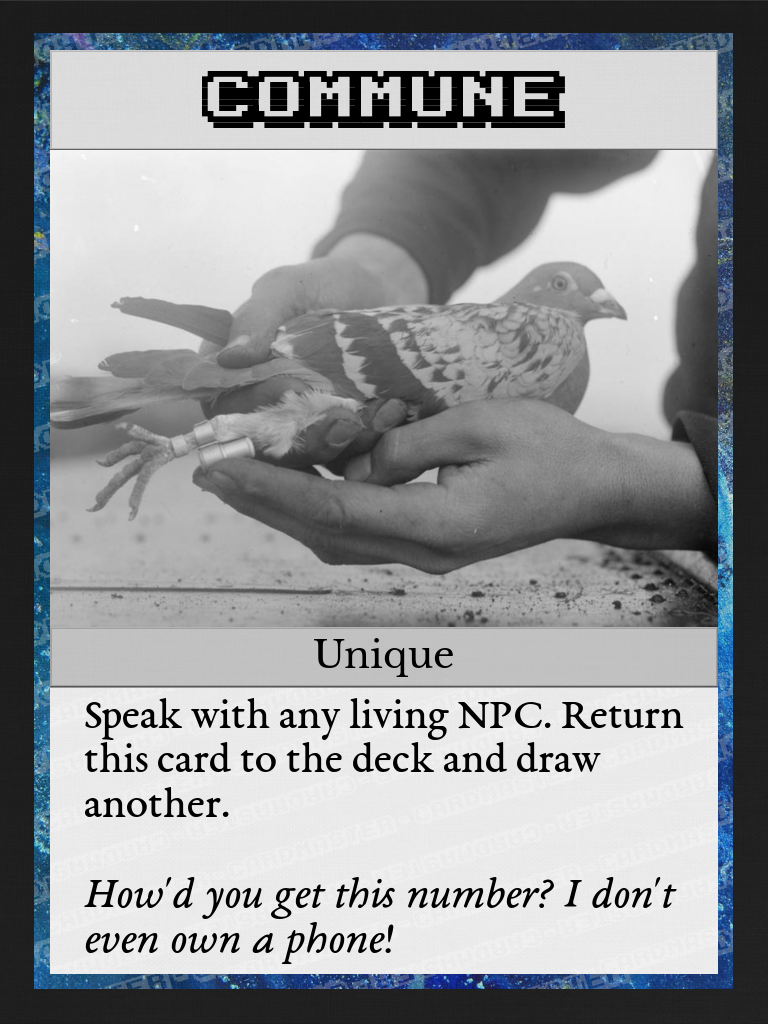 COMMUNE
Unique
Speak with any living NPC. Return
this card to the deck and draw
another.
How'd you get this number? I don't
even own a phone!